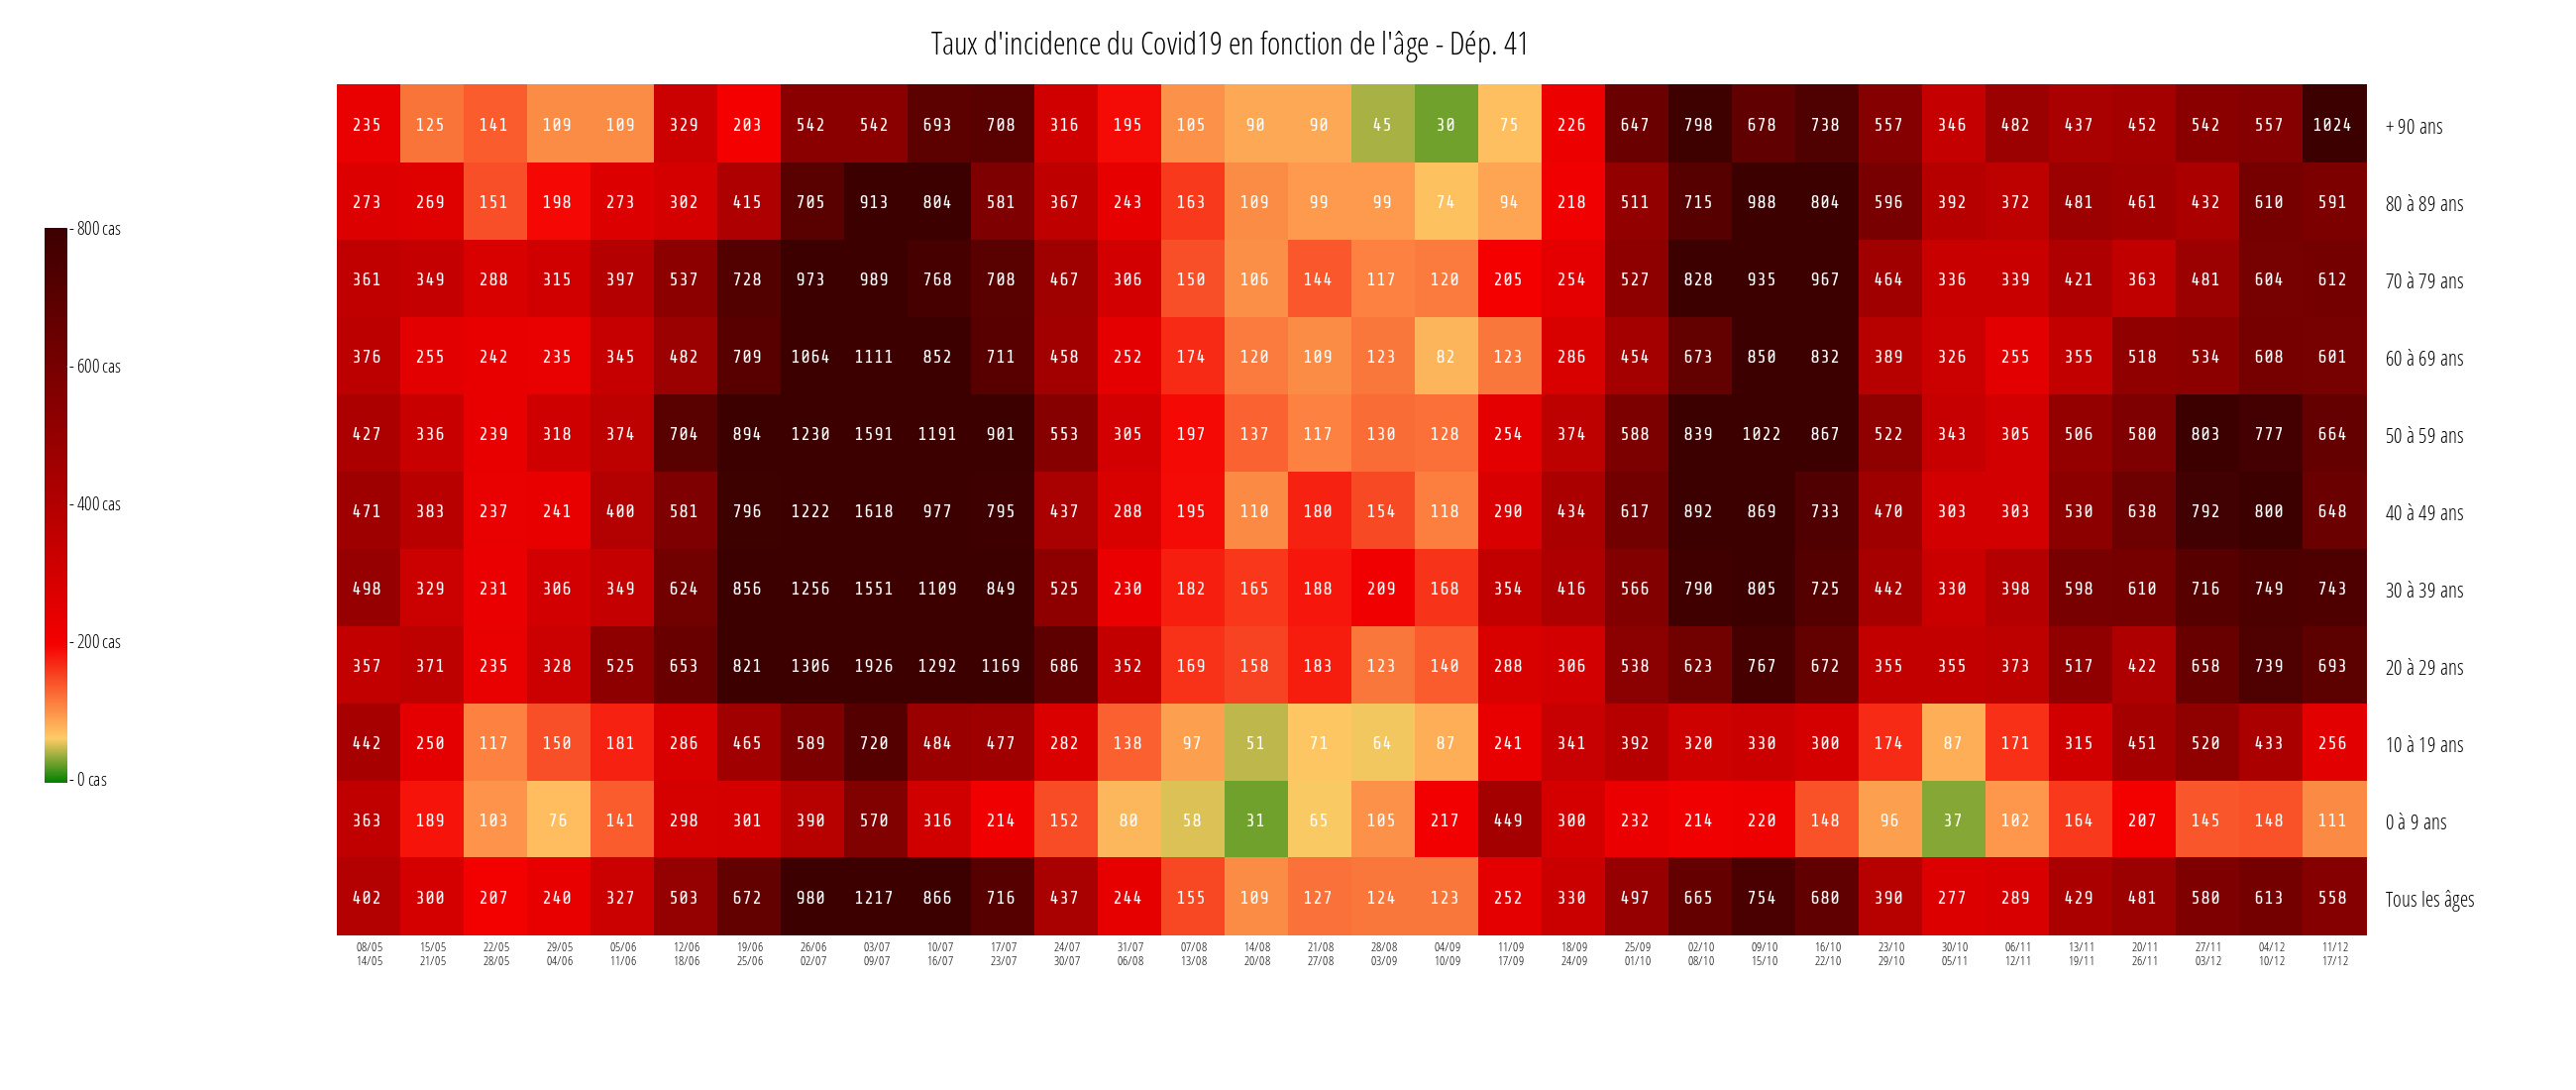 Taux d'incidence du Covid19 en fonction de l'âge - Dép. 41
235 125 141 109 109 329 203 542 542 693 708 316 195 105 90 90 45 30 75 226 647 798 678 738 557 346 482 437 452 542 557 1024 + 90 ans
273 269 151 198 273 302 415 705 913 804 581 367 243 163 109 99 99 74 94 218 511 715 988 804 596 392 372 481 461 432 610 591 80 à 89 ans
361 349 288 315 397 537 728 973 989 768 708 467 306 150 106 144 117 120 205 254 527 828 935 967 464 336 339 421 363 481 604 612 70 à 79 ans
376 255 242 235 345 482 709 1064 1111 852 711 458 252 174 120 109 123 82 123 286 454 673 850 832 389 326 255 355 518 534 608 601 60 à 69 ans
427 336 239 318 374 704 894 1230 1591 1191 901 553 305 197 137 117 130 128 254 374 588 839 1022 867 522 343 305 506 580 803 777 664 50 à 59 ans
471 383 237 241 400 581 796 1222 1618 977 795 437 288 195 110 180 154 118 290 434 617 892 869 733 470 303 303 530 638 792 800 648 40 à 49 ans
498 329 231 306 349 624 856 1256 1551 1109 849 525 230 182 165 188 209 168 354 416 566 790 805 725 442 330 398 598 610 716 749 743 30 à 39 ans
357 371 235 328 525 653 821 1306 1926 1292 1169 686 352 169 158 183 123 140 288 306 538 623 767 672 355 355 373 517 422 658 739 693 20 à 29 ans
442 250 117 150 181 286 465 589 720 484 477 282 138 97 51 71 64 87 241 341 392 320 330 300 174 87 171 315 451 520 433 256 10 à 19 ans
363 189 103 76 141 298 301 390 570 316 214 152 80 58 31 65 105 217 449 300 232 214 220 148 96 37 102 164 207 145 148 111 0 à 9 ans
402 300 207 240 327 503 672 980 1217 866 716 437 244 155 109 127 124 123 252 330 497 665 754 680 390 277 289 429 481 580 613 558 Tous les âges
08/05 15/05 22/05 29/05 05/06 12/06 19/06 26/06 03/07 10/07 17/07 24/07 31/07 07/08 14/08 21/08 28/08 04/09 11/09 18/09 25/09 02/10 09/10 16/10 23/10 30/10 06/11 13/11 20/11 27/11 04/12 11/12
14/05 21/05 28/05 04/06 11/06 18/06 25/06 02/07 09/07 16/07 23/07 30/07 06/08 13/08 20/08 27/08 03/09 10/09 17/09 24/09 01/10 08/10 15/10 22/10 29/10 05/11 12/11 19/11 26/11 03/12 10/12 17/12
- 800 cas
- 600 cas
- 400 cas
- 200 cas
- 0 cas